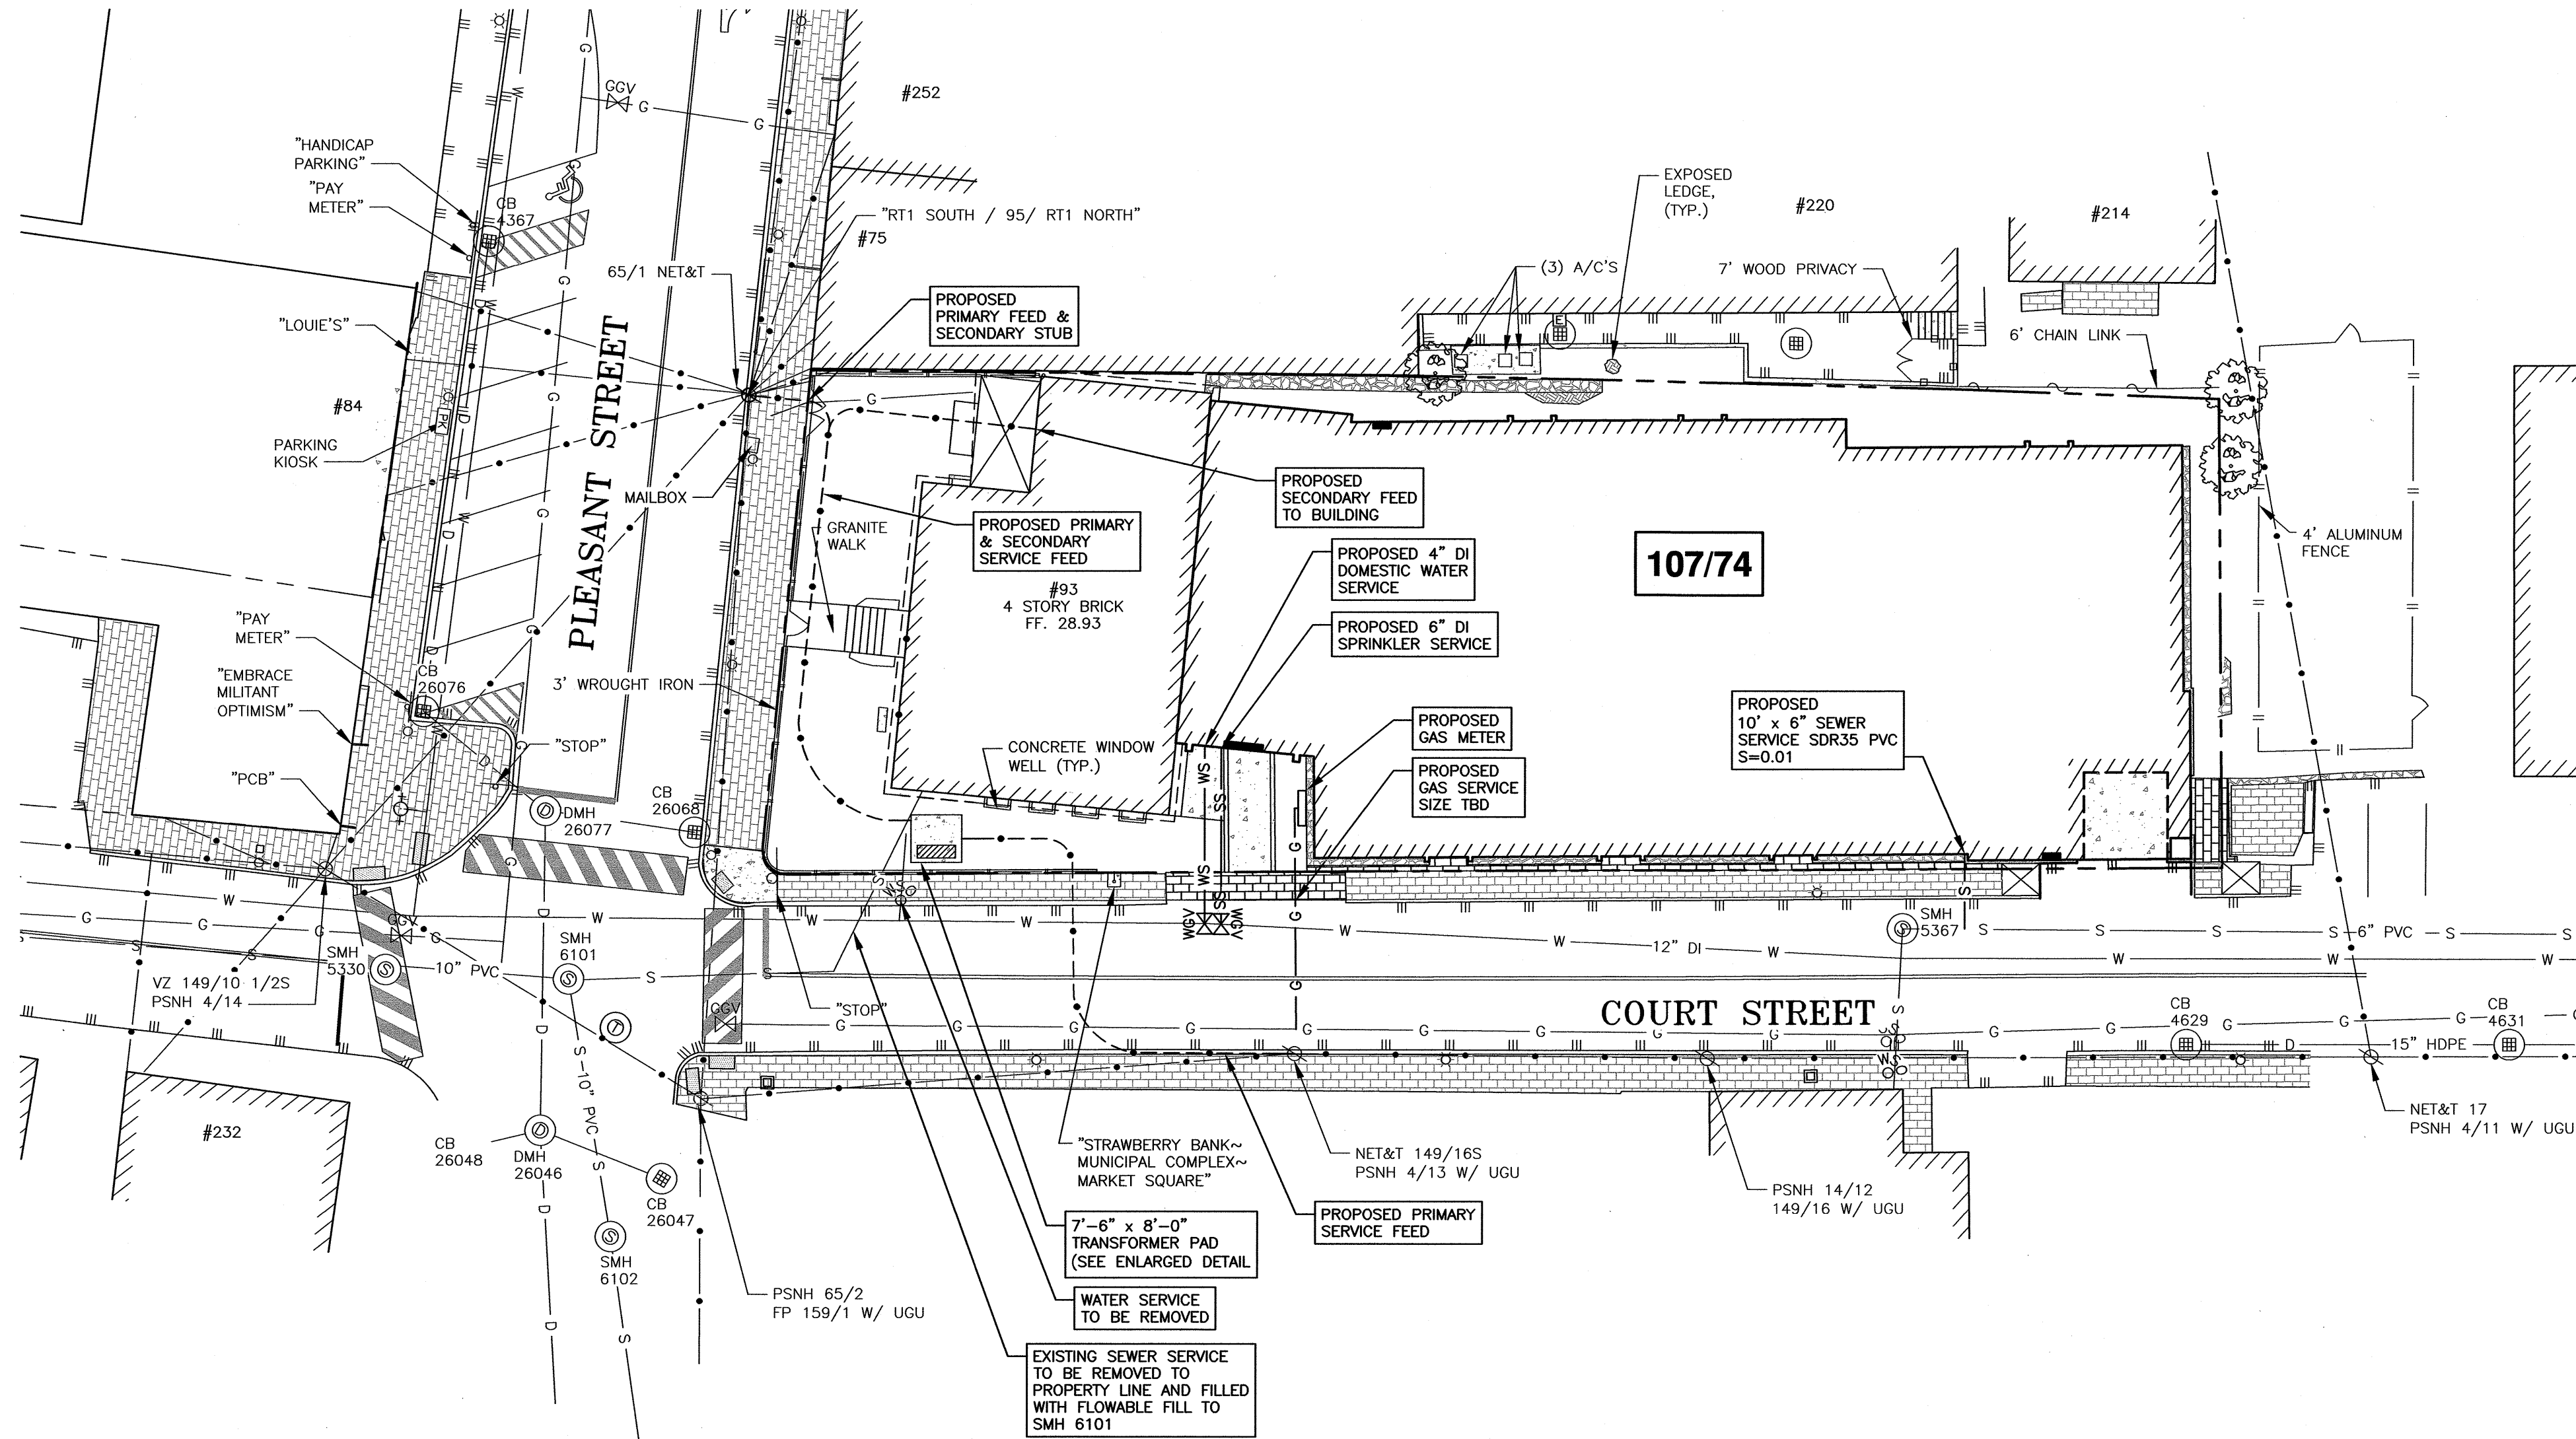 #252
GGV
G
G
G
W
"HANDICAP
PARKING"
"PAY
METER"
CB
4367
"RT1 SOUTH / 95/ RT1 NORTH"
#75
EXPOSED
LEDGE,
(TYP.)
#220
#214
65/1 NET&T
(3) A/C'S
7' WOOD PRIVACY
PROPOSED
PRIMARY FEED &
SECONDARY STUB
"LOUIE'S"
6' CHAIN LINK
E
#84
PK
PARKING
KIOSK
G
PLEASANT STREET
MAILBOX
GRANITE
WALK
PROPOSED PRIMARY
& SECONDARY
SERVICE FEED
PROPOSED
SECONDARY FEED
TO BUILDING
#93
4 STORY BRICK
FF. 28.93
PROPOSED 4" DI
DOMESTIC WATER
SERVICE
107/74
4' ALUMINUM
FENCE
PROPOSED 6" DI
SPRINKLER SERVICE
"PAY
METER"
CB
26076
"EMBRACE
MILITANT
OPTIMISM"
3' WROUGHT IRON
PROPOSED
GAS METER
PROPOSED
10' x 6" SEWER
SERVICE SDR35 PVC
S=0.01
"STOP"
CONCRETE WINDOW
WELL (TYP.)
"PCB"
PROPOSED
GAS SERVICE
SIZE TBD
DMH
26077
CB
26068
WS
SS
WS
SS
G
G
G
S
WGV
WGV
W
W
W
W
W
W
12" DI
W
W
W
G
G
G
G
GGV
G
SMH
5330
10" PVC
SMH
6101
S
S
S
SMH
5367
S
S
S
S
6" PVC
S
S
VZ 149/10 1/2S
PSNH 4/14
"STOP"
GGV
COURT STREET
G
G
G
G
G
G
G
G
G
G
G
G
CB
4629
CB
4631
D
15" HDPE
T
S-10" PVC
S
#232
CB
26048
DMH
26046
CB
26047
SMH
6102
D
D
D
S
"STRAWBERY BANK~
MUNICIPAL COMPLEX~
MARKET SQUARE"
NET&T 149/16S
PSNH 4/13 W/ UGU
PSNH 14/12
149/16 W/ UGU
NET&T 17
PSNH 4/11 W/ UGU
7'-6" x 8'-0"
TRANSFORMER PAD
(SEE ENLARGED DETAIL
PROPOSED PRIMARY
SERVICE FEED
PSNH 65/2
FP 159/1 W/ UGU
WATER SERVICE
TO BE REMOVED
EXISTING SEWER SERVICE
TO BE REMOVED TO
PROPERTY LINE AND FILLED
WITH FLOWABLE FILL TO
SMH 6101